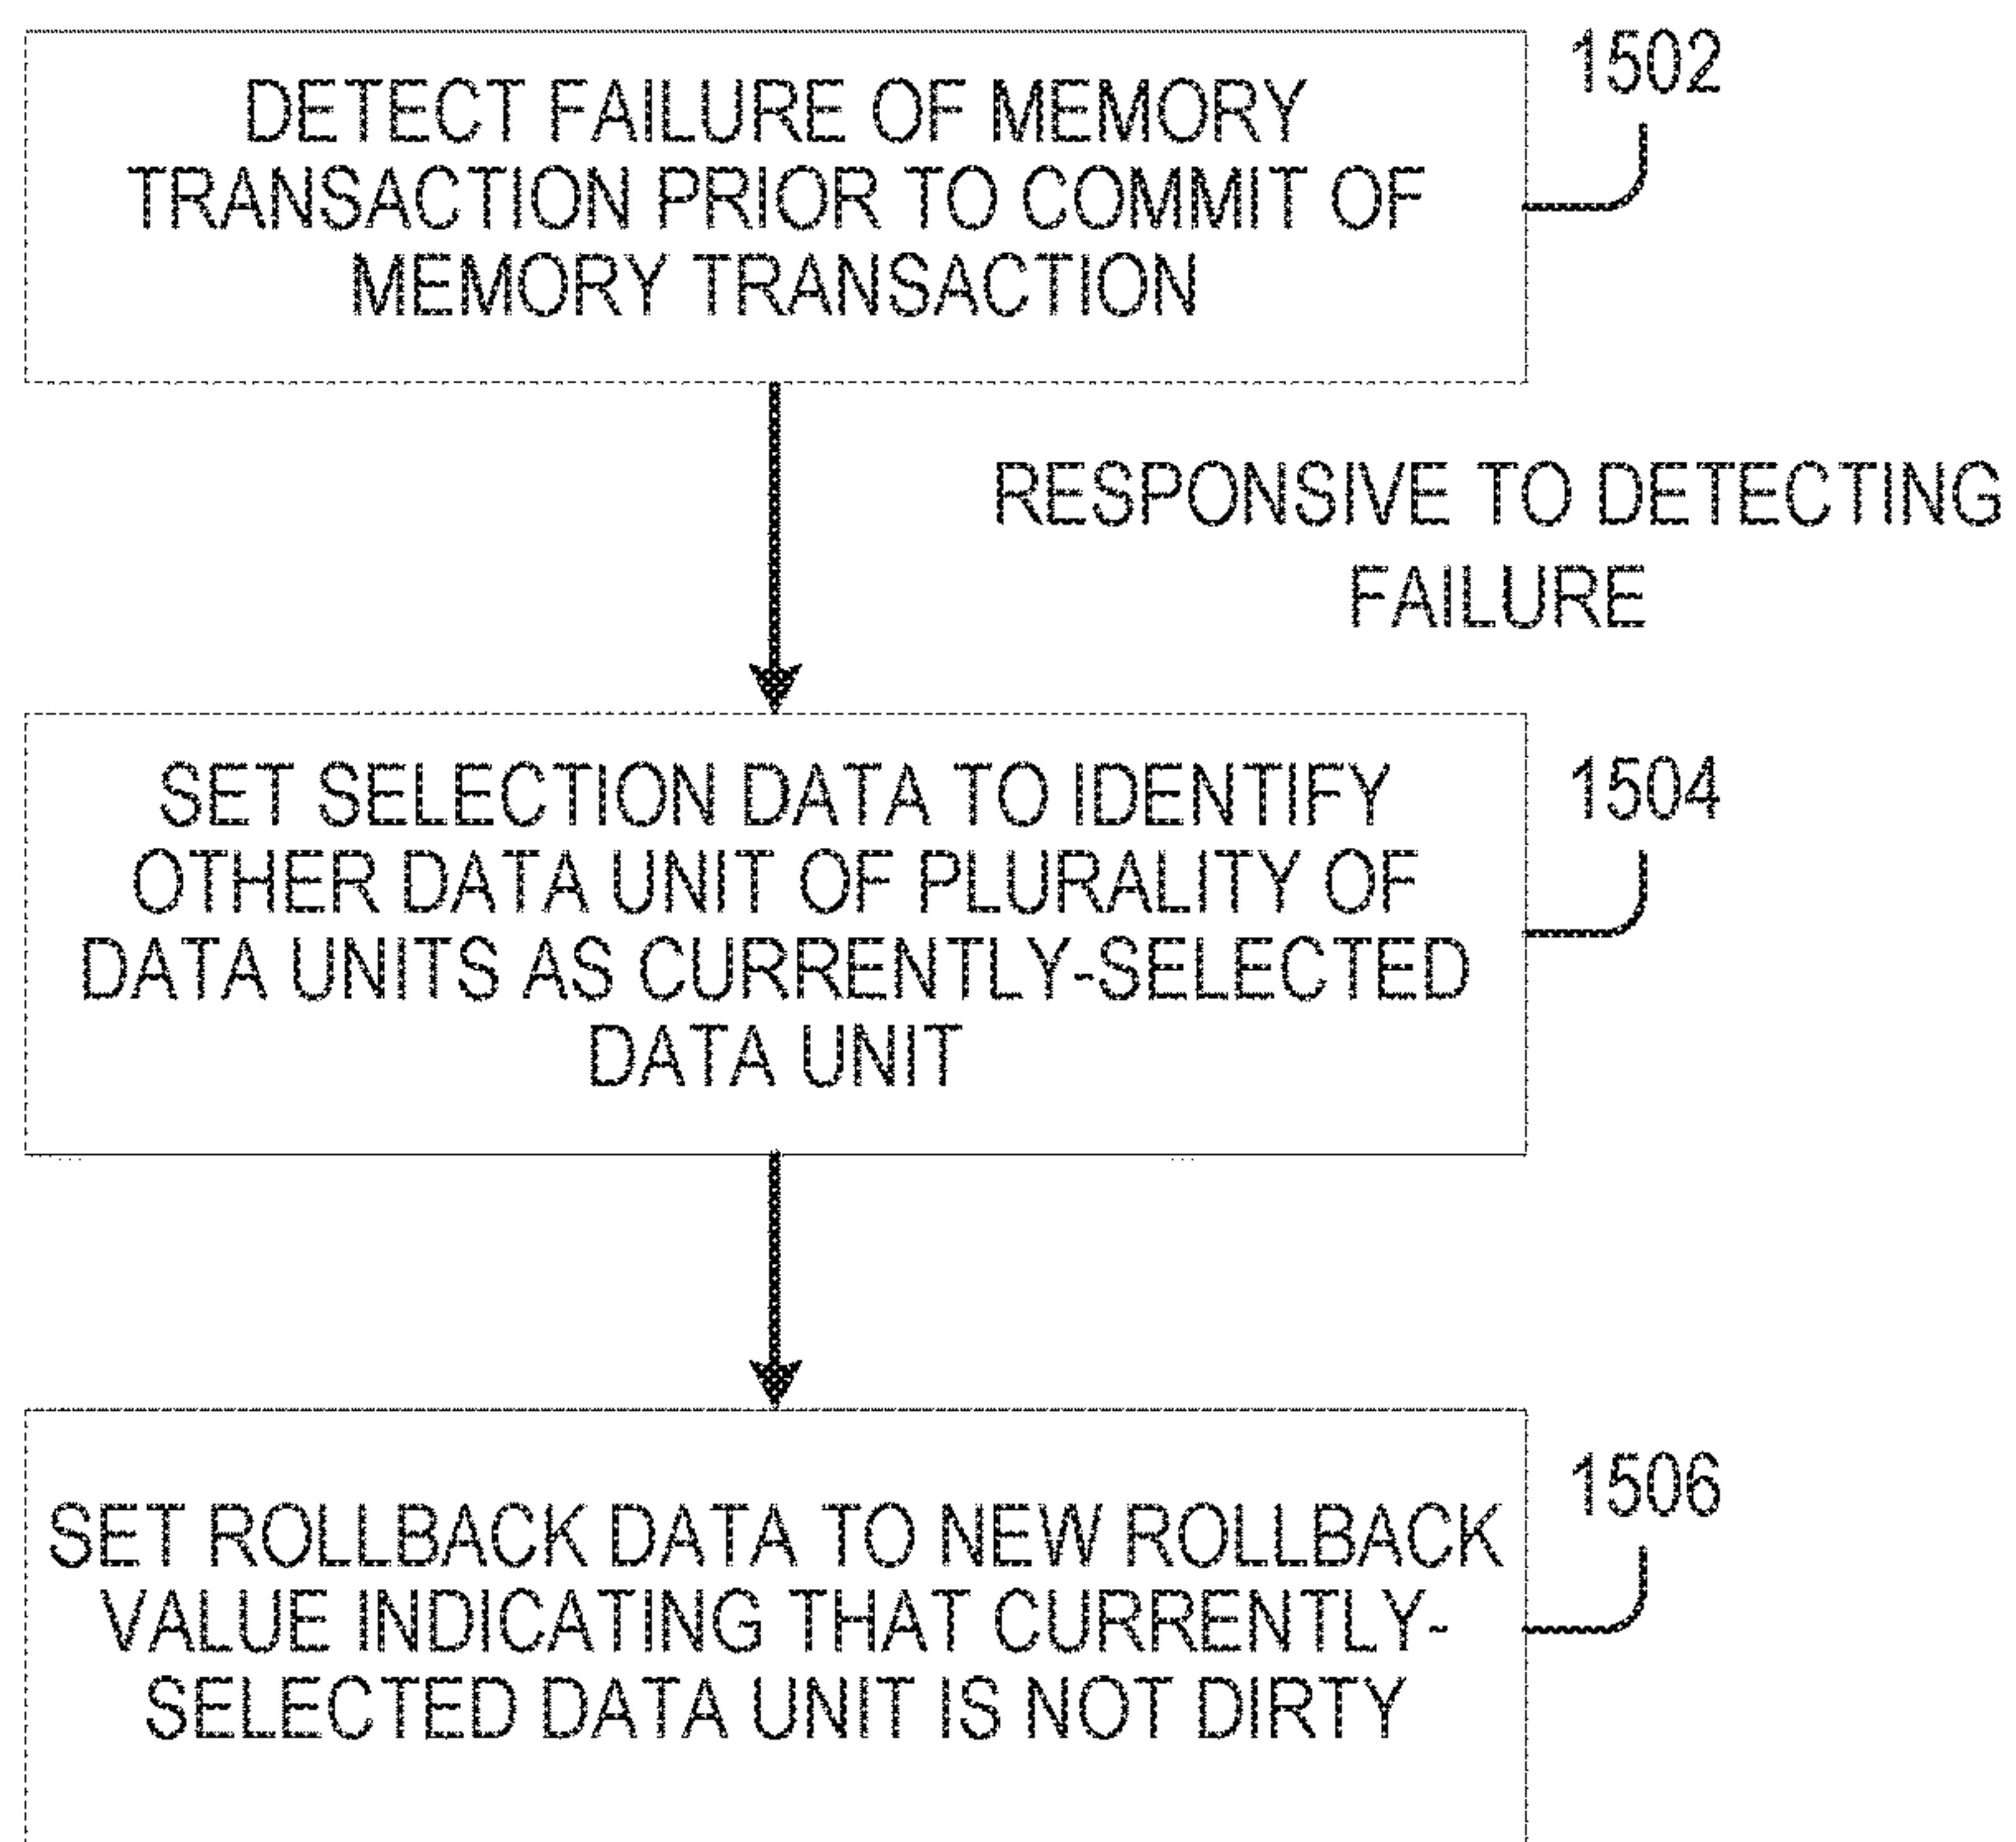 1502
DETECT FAILURE OF MEMORY
TRANSACTION PRIOR TO COMMIT OF
MEMORY TRANSACTION
RESPONSIVE TO DETECTING
FAILURE
1504
SET SELECTION DATA TO IDENTIFY
OTHER DATA UNIT OF PLURALITY OF
DATA UNITS AS CURRENTLY-SELECTED
DATA UNIT
1506
SET ROLLBACK DATA TO NEW ROLLBACK
VALUE INDICATING THAT CURRENTLY-
SELECTED DATA UNIT IS NOT DIRTY